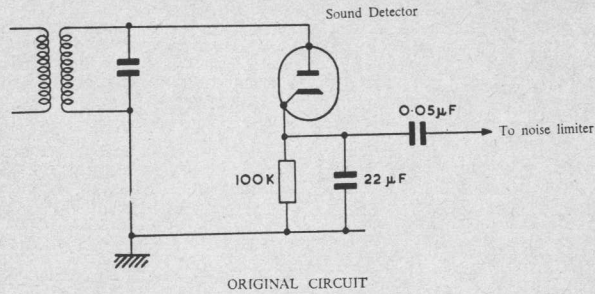 Sound Detector
0·05µF
To noise limiter
100K
22µF
ORIGINAL CIRCUIT